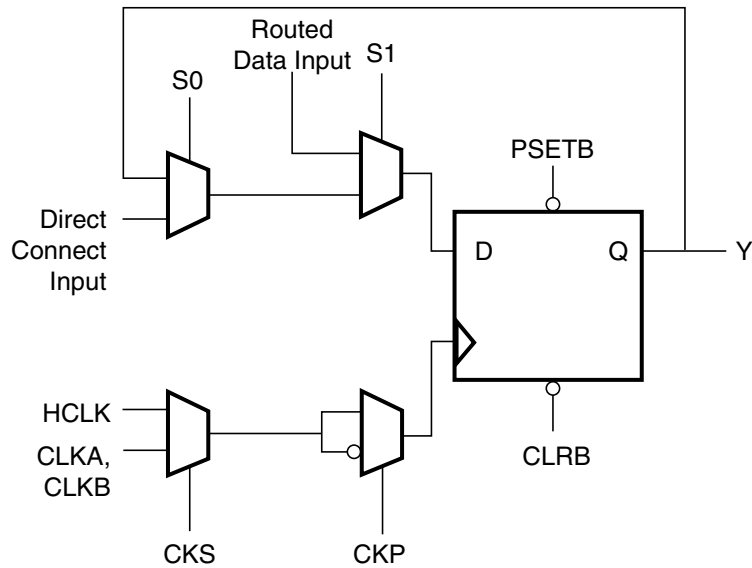 Routed
Data Input
S1
S0
PSETB
Direct
Connect
Input
D
Q
Y
HCLK
CLKA,
CLKB
CLRB
CKS
CKP